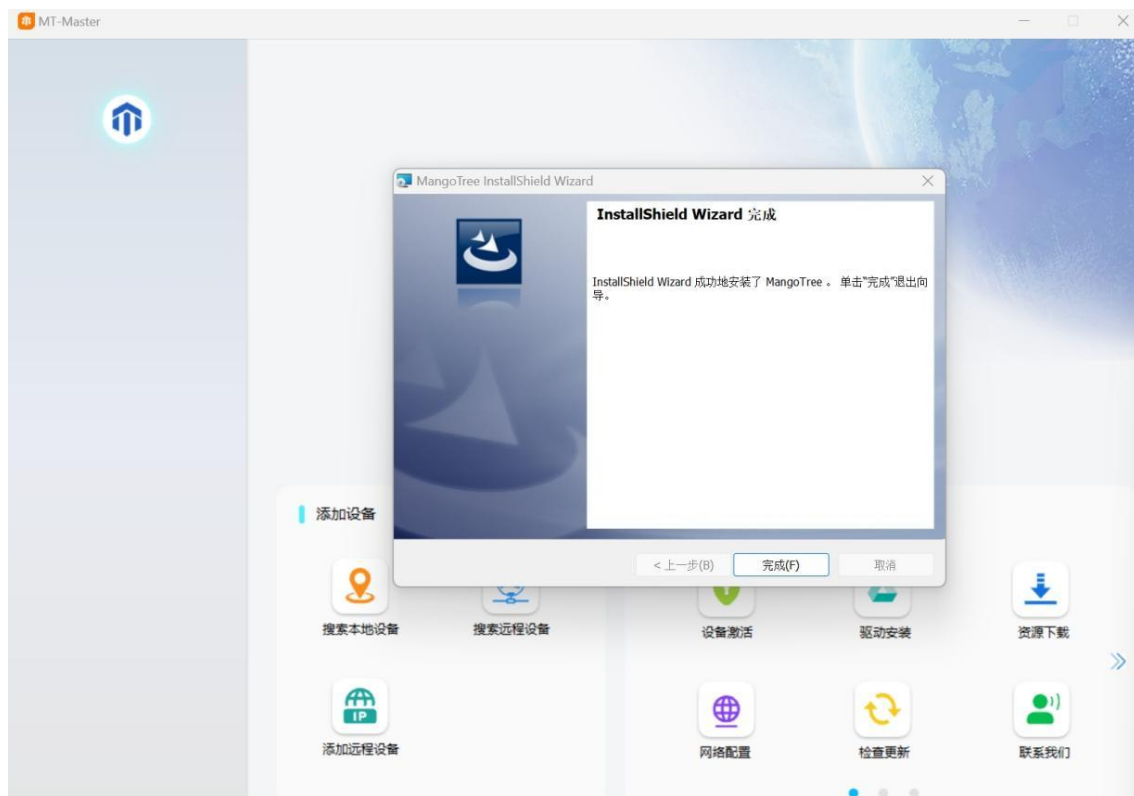 MT-Master
MangoTree InstallShield Wizard
InstallShield Wizard 完成
InstallShield Wizard 成功地安装了 MangoTree 。 单击“完成”退出向
导。
< 上一步(B)
完成(F)
取消
添加设备
搜索本地设备
搜索远程设备
设备激活
驱动安装
资源下载
IP
添加远程设备
网络配置
检查更新
联系我们